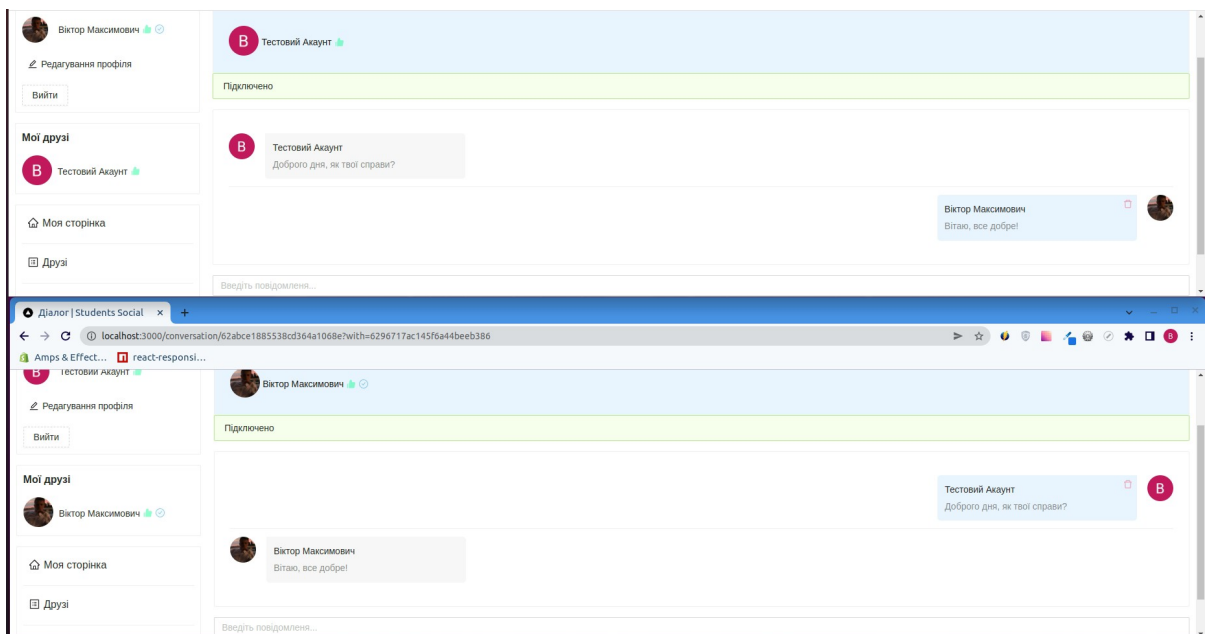 Віктор Максимович
Редагування профіля
Вийти
Мої друзі
В Тестовий Акаунт
Моя сторінка
Друзі
В Тестовий Акаунт
Підключено
В Тестовий Акаунт
Доброго дня, як твої справи?
Віктор Максимович
Вітаю, все добре!
Введіть повідомленя...
Діалог | Students Social × +
localhost:3000/conversation/62abce1885538cd364a1068e?with=6296717ac145f6a44beeb386
Amps & Effect... react-responsi...
В Тестовий Акаунт
Редагування профіля
Вийти
Мої друзі
Віктор Максимович
Моя сторінка
Друзі
Віктор Максимович
Підключено
Тестовий Акаунт В
Доброго дня, як твої справи?
Віктор Максимович
Вітаю, все добре!
Введіть повідомленя...